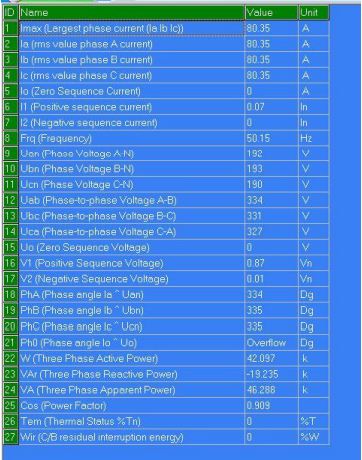 ID Name Value Unit
1 Imax (Largest phase current (Ia Ib Ic)) 80.35 A
2 Ia (rms value phase A current) 80.35 A
3 Ib (rms value phase B current) 80.35 A
4 Ic (rms value phase C current) 80.35 A
5 Io (Zero Sequence Current) 0 A
6 I1 (Positive sequence current) 0.07 In
7 I2 (Negative sequence current) 0 In
8 Frq (Frequency) 50.15 Hz
9 Uan (Phase Voltage A-N) 192 V
10 Ubn (Phase Voltage B-N) 193 V
11 Ucn (Phase Voltage C-N) 190 V
12 Uab (Phase-to-phase Voltage A-B) 334 V
13 Ubc (Phase-to-phase Voltage B-C) 331 V
14 Uca (Phase-to-phase Voltage C-A) 327 V
15 Uo (Zero Sequence Voltage) 0 V
16 V1 (Positive Sequence Voltage) 0.87 Vn
17 V2 (Negative Sequence Voltage) 0.01 Vn
18 PhA (Phase angle Ia ^ Uan) 334 Dg
19 PhB (Phase angle Ib ^ Ubn) 335 Dg
20 PhC (Phase angle Ic ^ Ucn) 335 Dg
21 Ph0 (Phase angle Io ^ Uo) Overflow Dg
22 W (Three Phase Active Power) 42.097 k
23 VAr (Three Phase Reactive Power) -19.235 k
24 VA (Three Phase Apparent Power) 46.288 k
25 Cos (Power Factor) 0.909
26 Tem (Thermal Status %Tn) 0 %T
27 Wir (C/B residual interruption energy) 0 %W